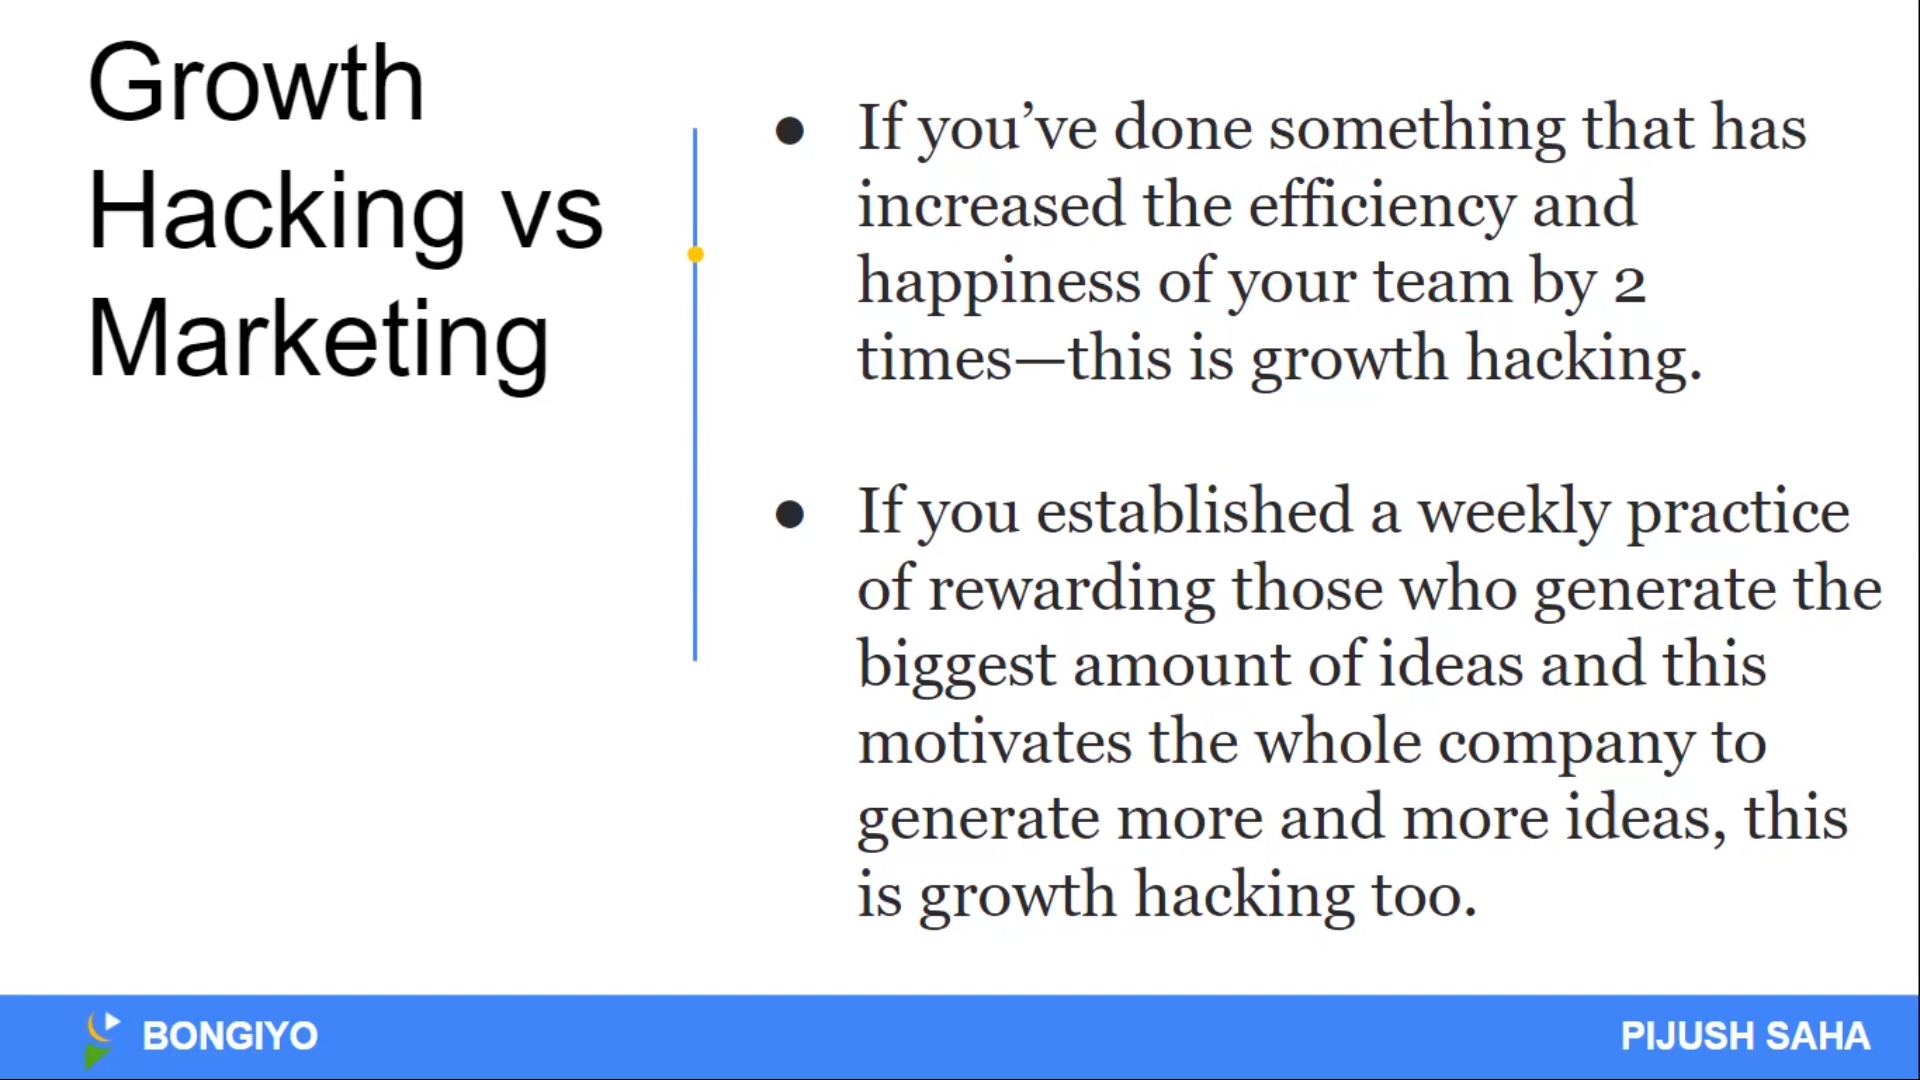 Growth
Hacking vs
Marketing
● If you’ve done something that has
increased the efficiency and
happiness of your team by 2
times—this is growth hacking.
● If you established a weekly practice
of rewarding those who generate the
biggest amount of ideas and this
motivates the whole company to
generate more and more ideas, this
is growth hacking too.
BONGIYO
PIJUSH SAHA